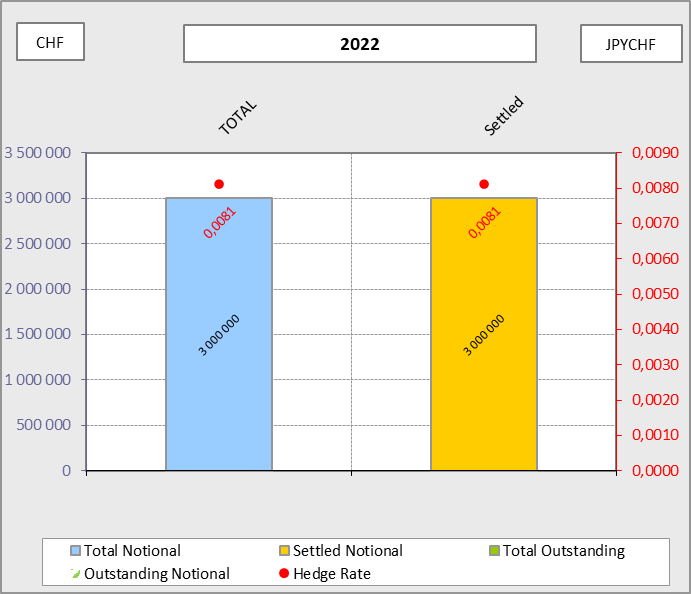 CHF
2022
JPYCHF
TOTAL
Settled
3 500 000
3 000 000
2 500 000
2 000 000
1 500 000
1 000 000
500 000
0
0,0081
3 000 000
0,0081
3 000 000
0,0090
0,0080
0,0070
0,0060
0,0050
0,0040
0,0030
0,0020
0,0010
0,0000
Total Notional
Settled Notional
Total Outstanding
Outstanding Notional
Hedge Rate